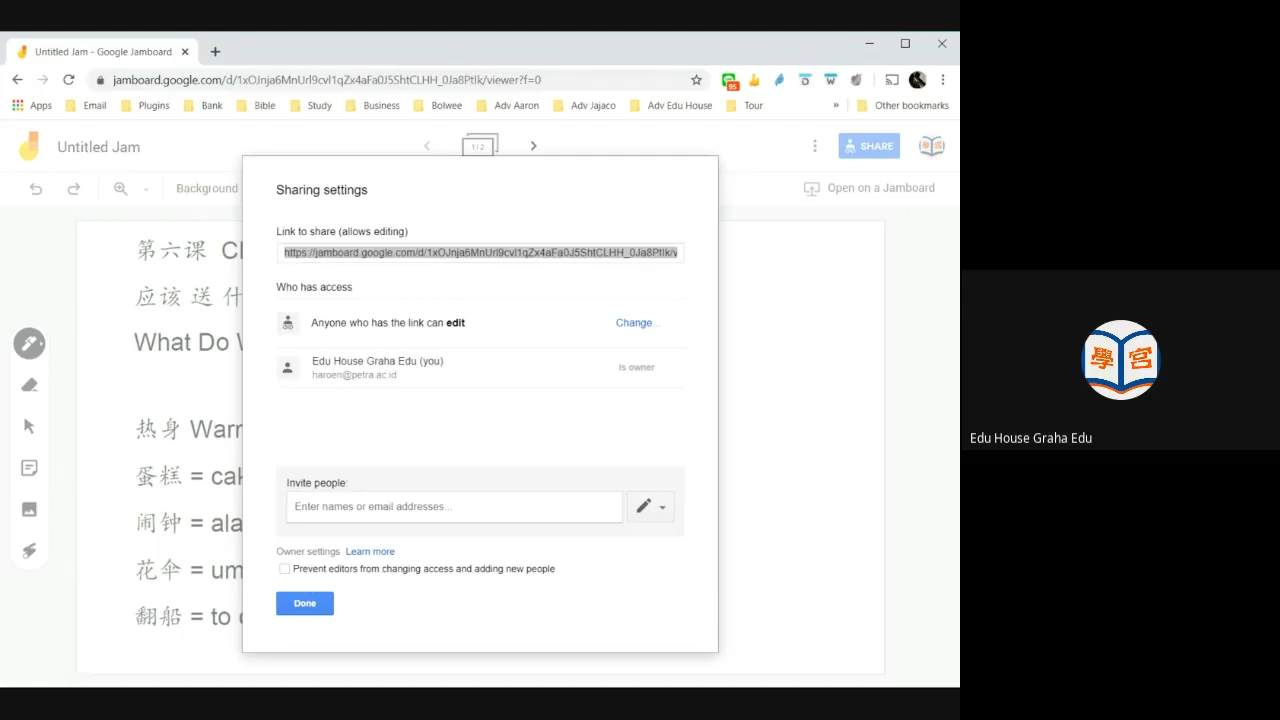 Untitled Jam - Google Jamboard
jamboard.google.com/d/1xOJnja6MnUrl9cvl1qZx4aFa0J5ShtCLHH_0Ja8PtIk/viewer?f=0
95
Apps Email Plugins Bank Bible Study Business Bolwee Adv Aaron Adv Jajaco Adv Edu House Tour » Other bookmarks
Untitled Jam
1/2
SHARE
Background
Open on a Jamboard
Sharing settings
Link to share (allows editing)
https://jamboard.google.com/d/1xOJnja6MnUrl9cvl1qZx4aFa0J5ShtCLHH_0Ja8PtIk/v
Who has access
Anyone who has the link can edit
Change...
Edu House Graha Edu (you)
haroen@petra.ac.id
Is owner
Invite people:
Enter names or email addresses...
Owner settings Learn more
Prevent editors from changing access and adding new people
Done
第六课
应该 送
What Do
热身
蛋糕 =
闹钟 =
花伞 =
翻船 = to
學 宮
Edu House Graha Edu